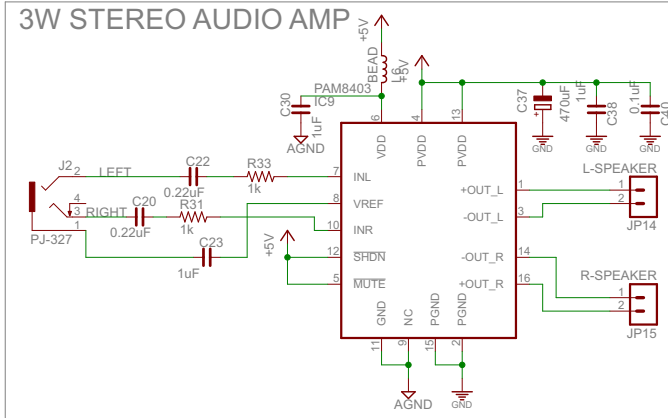 3W STEREO AUDIO AMP
+5V
BEAD
L6
+5V
C30
1uF
AGND
PAM8403
IC9
C37
470uF
1uF
C38
0.1uF
C40
GND
GND
GND
6
4
13
VDD
PVDD
PVDD
J2
2
LEFT
C22
0.22uF
R33
1k
7
INL
4
3
RIGHT
C20
0.22uF
R31
1k
8
VREF
1
PJ-327
C23
1uF
10
INR
+5V
12
SHDN
5
MUTE
+OUT_L
1
-OUT_L
3
-OUT_R
14
+OUT_R
16
L-SPEAKER
1
2
JP14
R-SPEAKER
1
2
JP15
GND
NC
PGND
PGND
11
9
15
2
AGND
GND